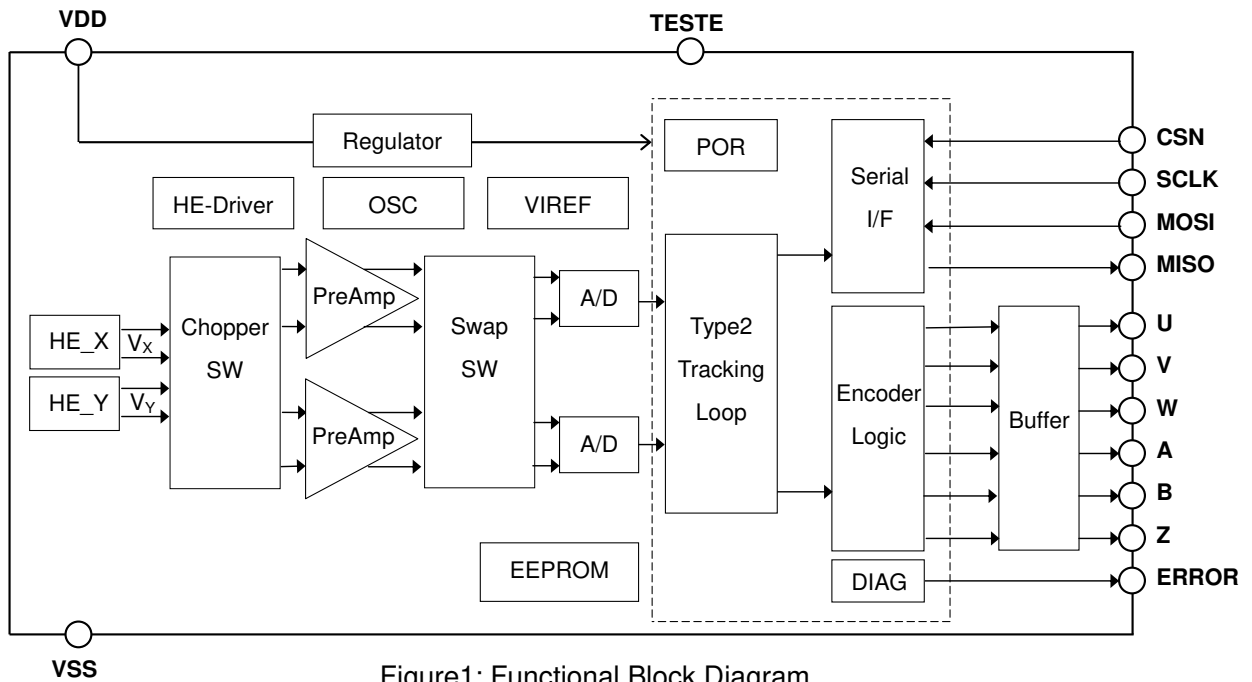 VDD
TESTE
Regulator
POR
Serial
I/F
CSN
SCLK
MOSI
MISO
HE-Driver
OSC
VIREF
HE_X
VX
HE_Y
VY
Chopper
SW
PreAmp
PreAmp
Swap
SW
A/D
A/D
Type2
Tracking
Loop
Encoder
Logic
Buffer
U
V
W
A
B
Z
EEPROM
DIAG
ERROR
VSS
Figure1: Functional Block Diagram